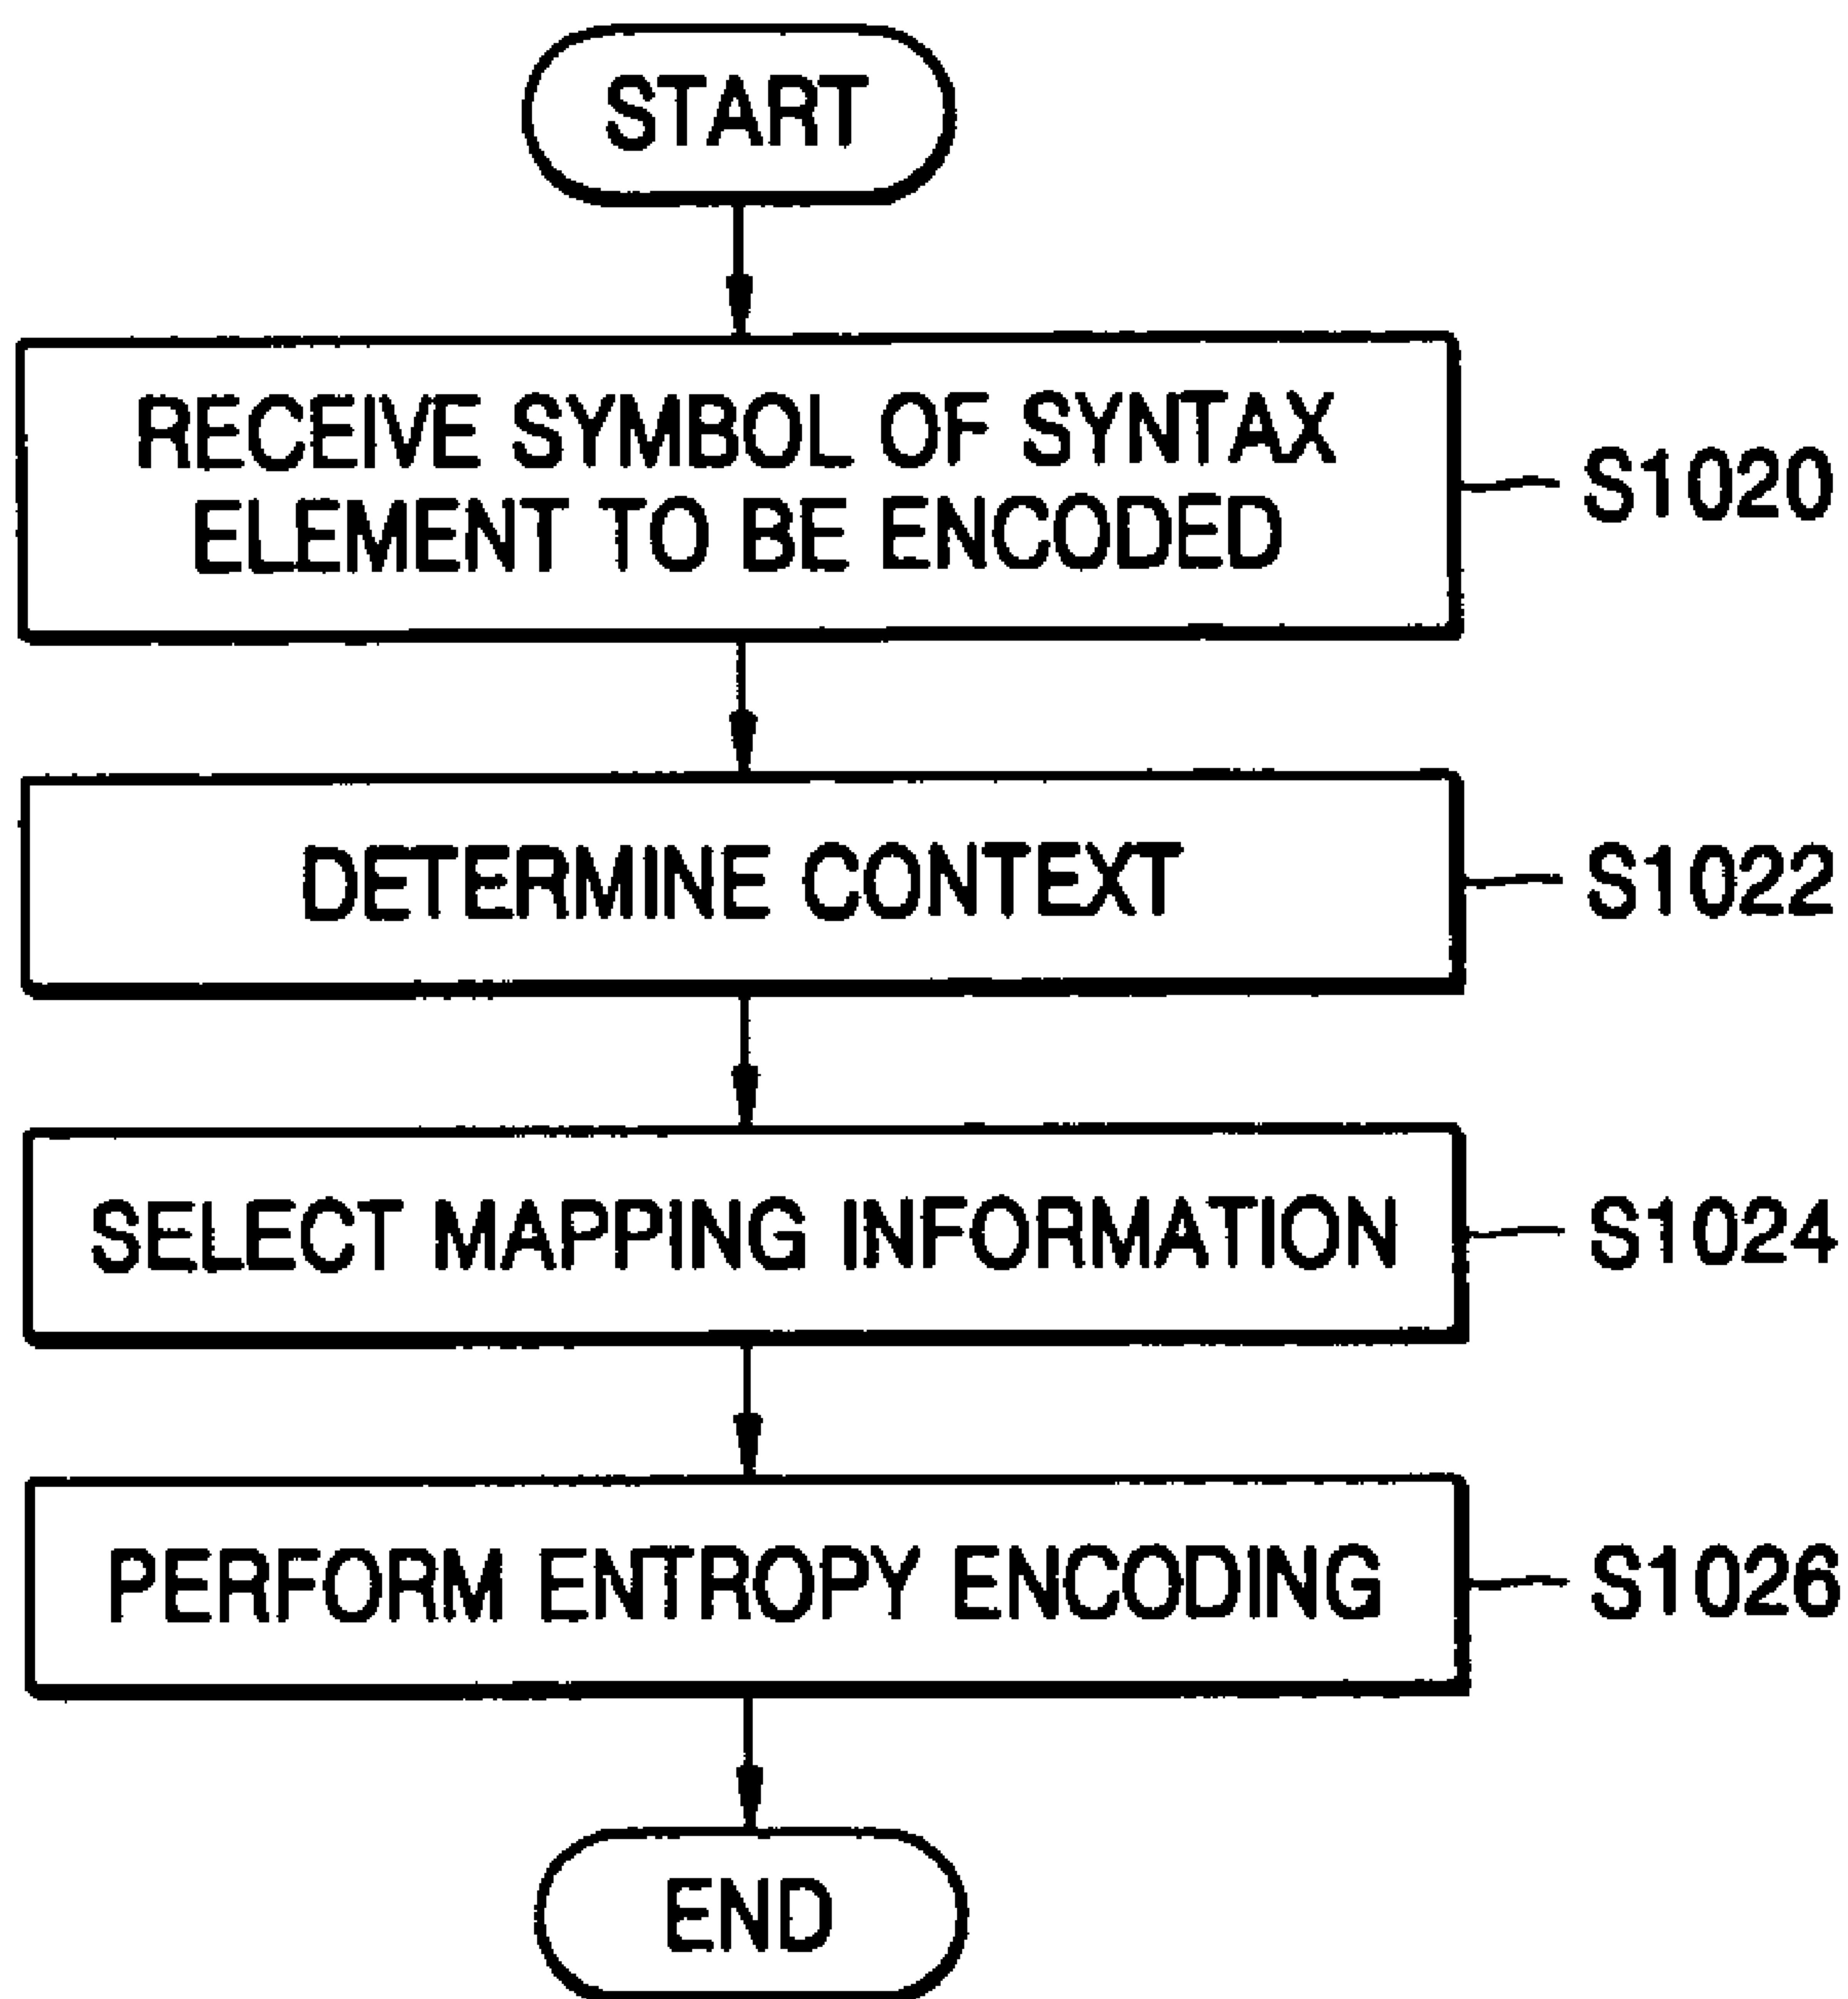 START
RECEIVE SYMBOL OF SYNTAX
ELEMENT TO BE ENCODED
S1020
DETERMINE CONTEXT
S1022
SELECT MAPPING INFORMATION
S1024
PERFORM ENTROPY ENCODING
S1026
END